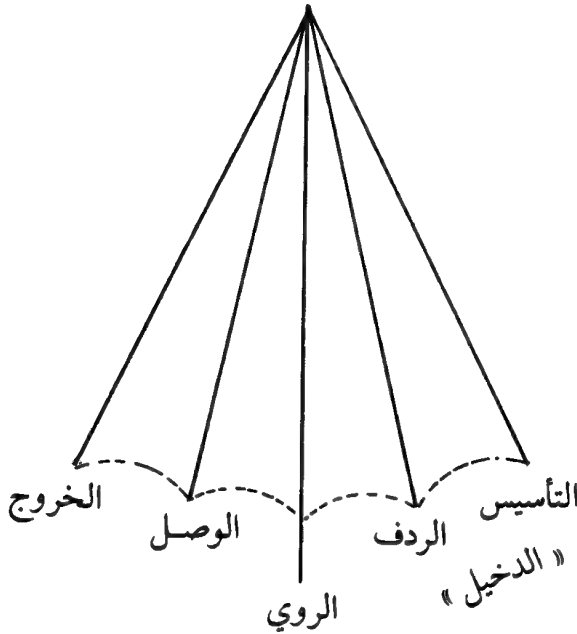 التأسيس
« الدخيل »
الردف
الروي
الوصل
الخروج